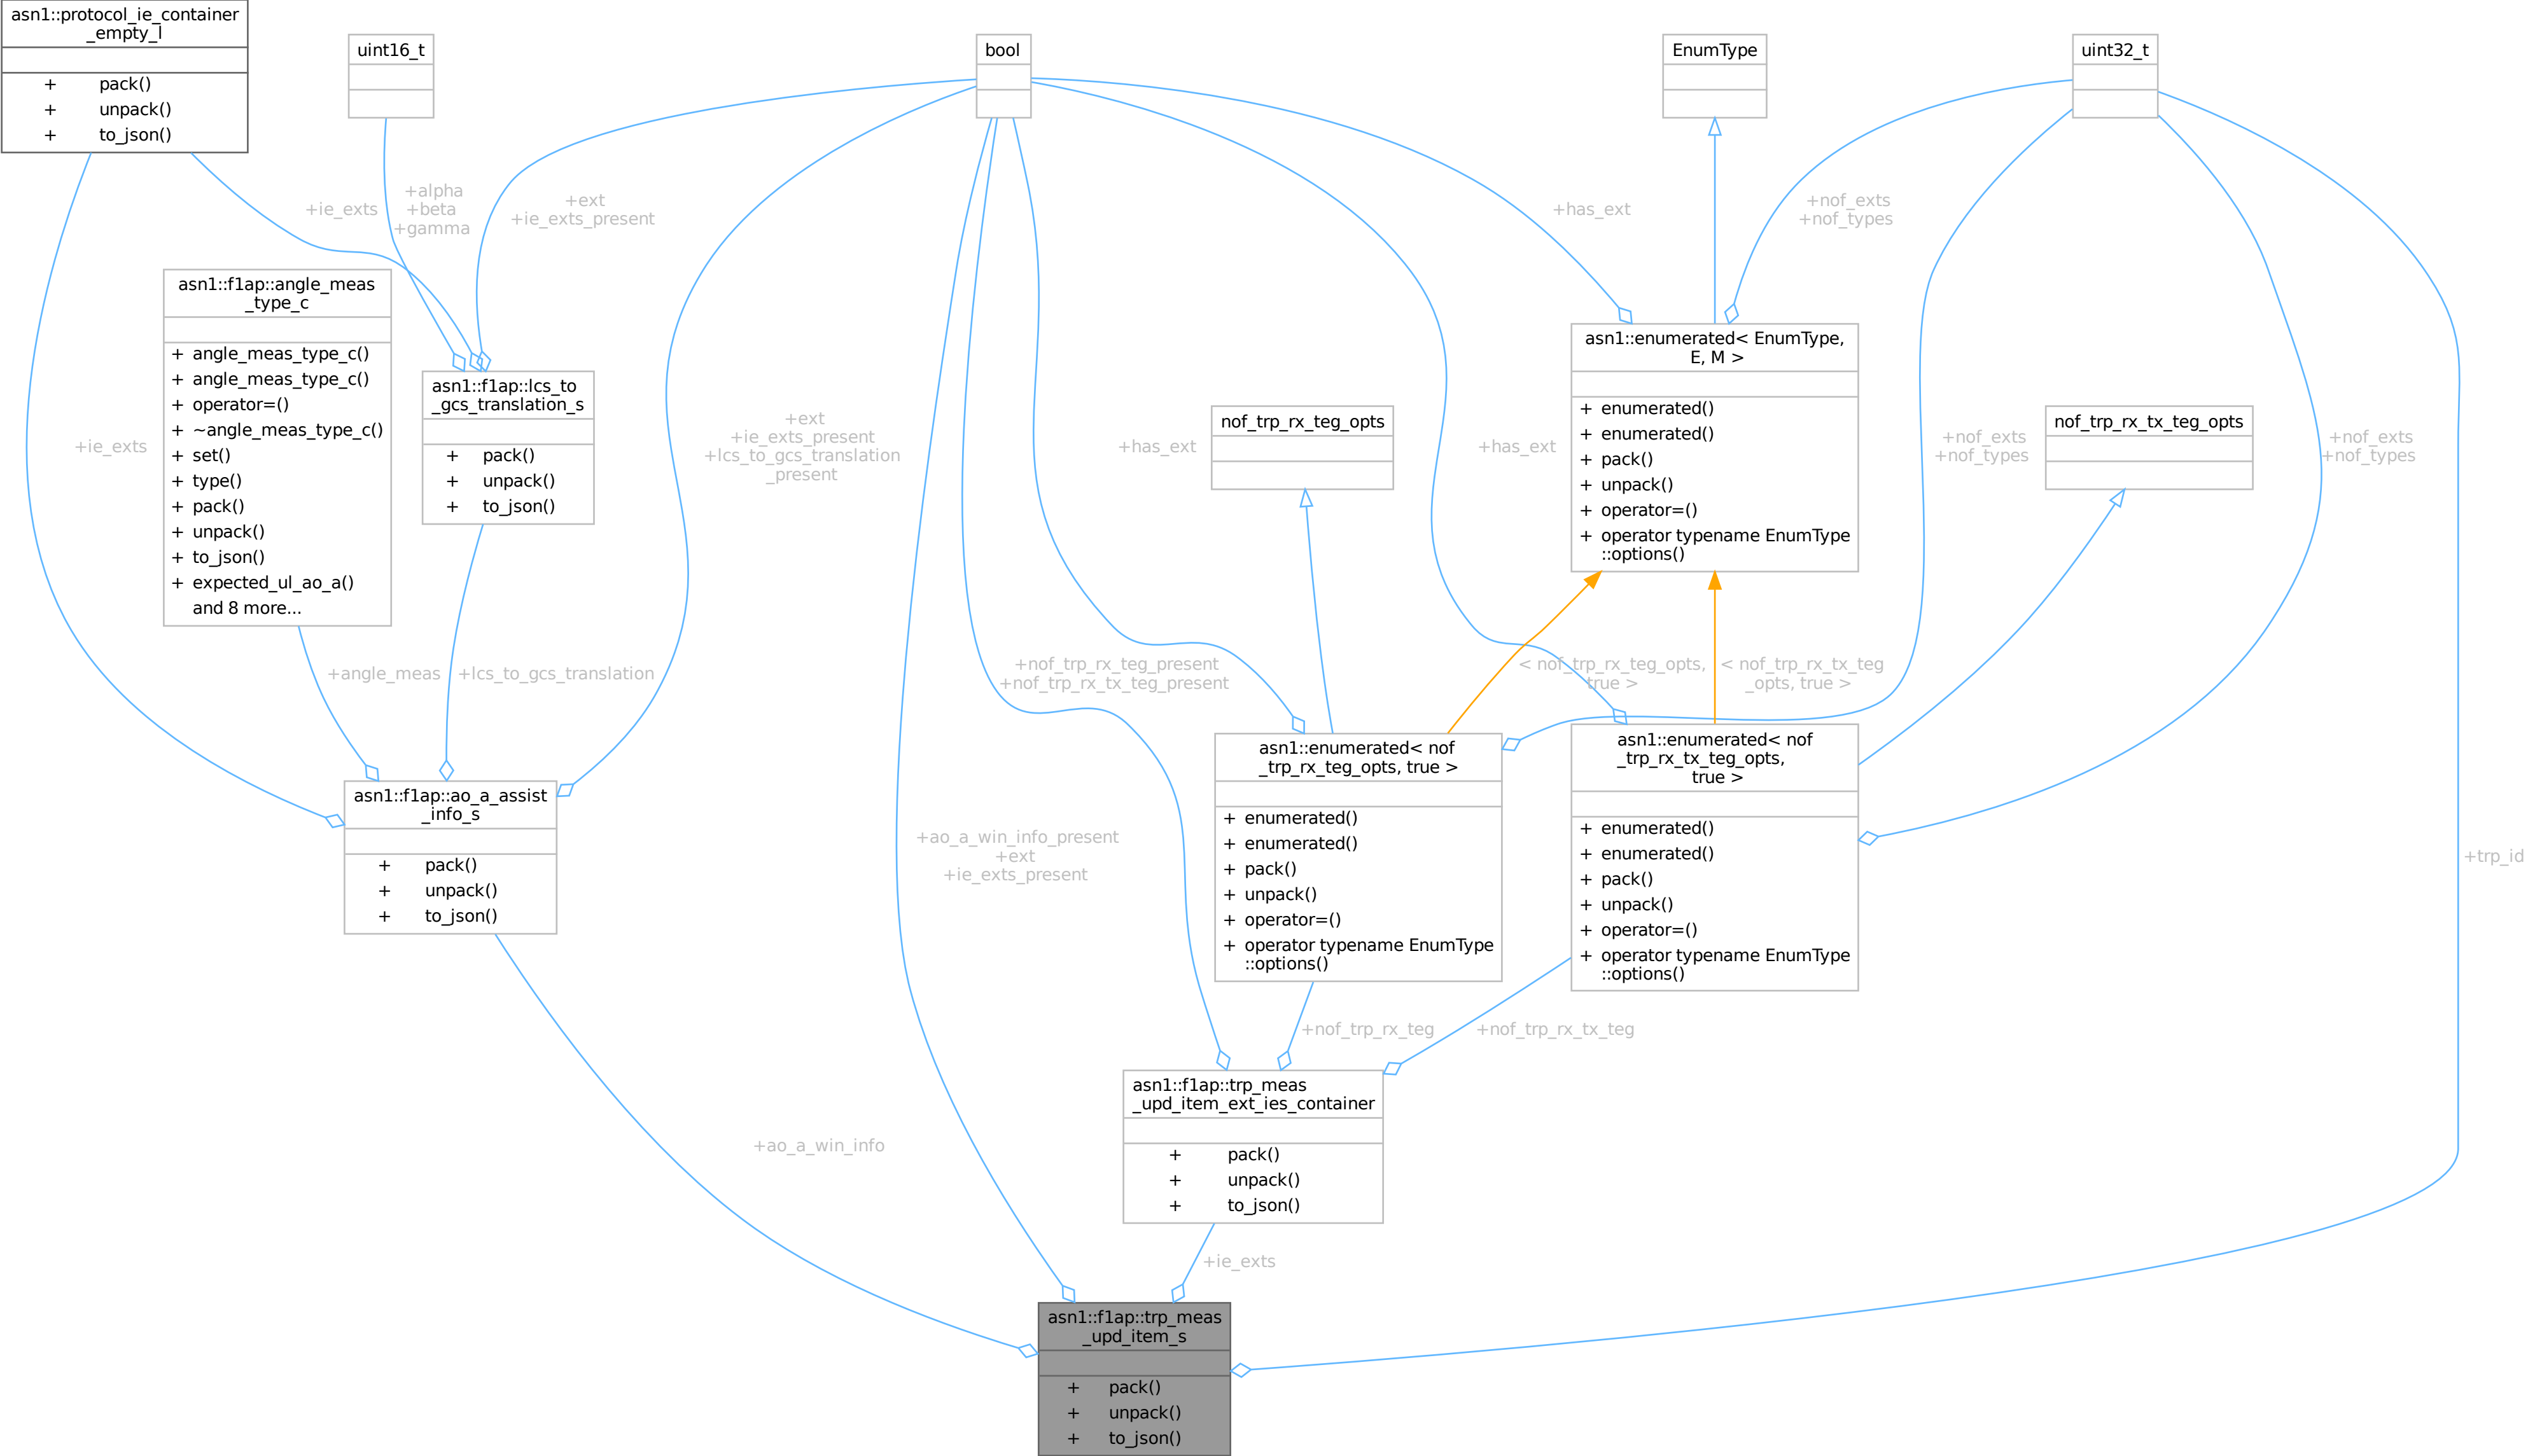 asn1::protocol_ie_container
_empty_l
+ pack()
+ unpack()
+ to_json()
uint16_t
bool
EnumType
uint32_t
+ie_exts
+alpha
+beta
+gamma
+ext
+ie_exts_present
+has_ext
+nof_exts
+nof_types
asn1::f1ap::angle_meas
_type_c
+ angle_meas_type_c()
+ angle_meas_type_c()
+ operator=()
+ ~angle_meas_type_c()
+ set()
+ type()
+ pack()
+ unpack()
+ to_json()
+ expected_ul_ao_a()
and 8 more...
asn1::f1ap::lcs_to
_gcs_translation_s
+ pack()
+ unpack()
+ to_json()
asn1::enumerated< EnumType,
E, M >
+ enumerated()
+ enumerated()
+ pack()
+ unpack()
+ operator=()
+ operator typename EnumType
::options()
+ie_exts
+ext
+ie_exts_present
+lcs_to_gcs_translation
_present
+has_ext
nof_trp_rx_teg_opts
+has_ext
+nof_exts
+nof_types
nof_trp_rx_tx_teg_opts
+nof_exts
+nof_types
+angle_meas
+lcs_to_gcs_translation
+nof_trp_rx_teg_present
+nof_trp_rx_tx_teg_present
< nof_trp_rx_teg_opts,
true >
< nof_trp_rx_tx_teg
_opts, true >
asn1::f1ap::ao_a_assist
_info_s
+ pack()
+ unpack()
+ to_json()
+ao_a_win_info_present
+ext
+ie_exts_present
asn1::enumerated< nof
_trp_rx_teg_opts, true >
+ enumerated()
+ enumerated()
+ pack()
+ unpack()
+ operator=()
+ operator typename EnumType
::options()
asn1::enumerated< nof
_trp_rx_tx_teg_opts,
true >
+ enumerated()
+ enumerated()
+ pack()
+ unpack()
+ operator=()
+ operator typename EnumType
::options()
+trp_id
+nof_trp_rx_teg
+nof_trp_rx_tx_teg
+ao_a_win_info
asn1::f1ap::trp_meas
_upd_item_ext_ies_container
+ pack()
+ unpack()
+ to_json()
+ie_exts
asn1::f1ap::trp_meas
_upd_item_s
+ pack()
+ unpack()
+ to_json()